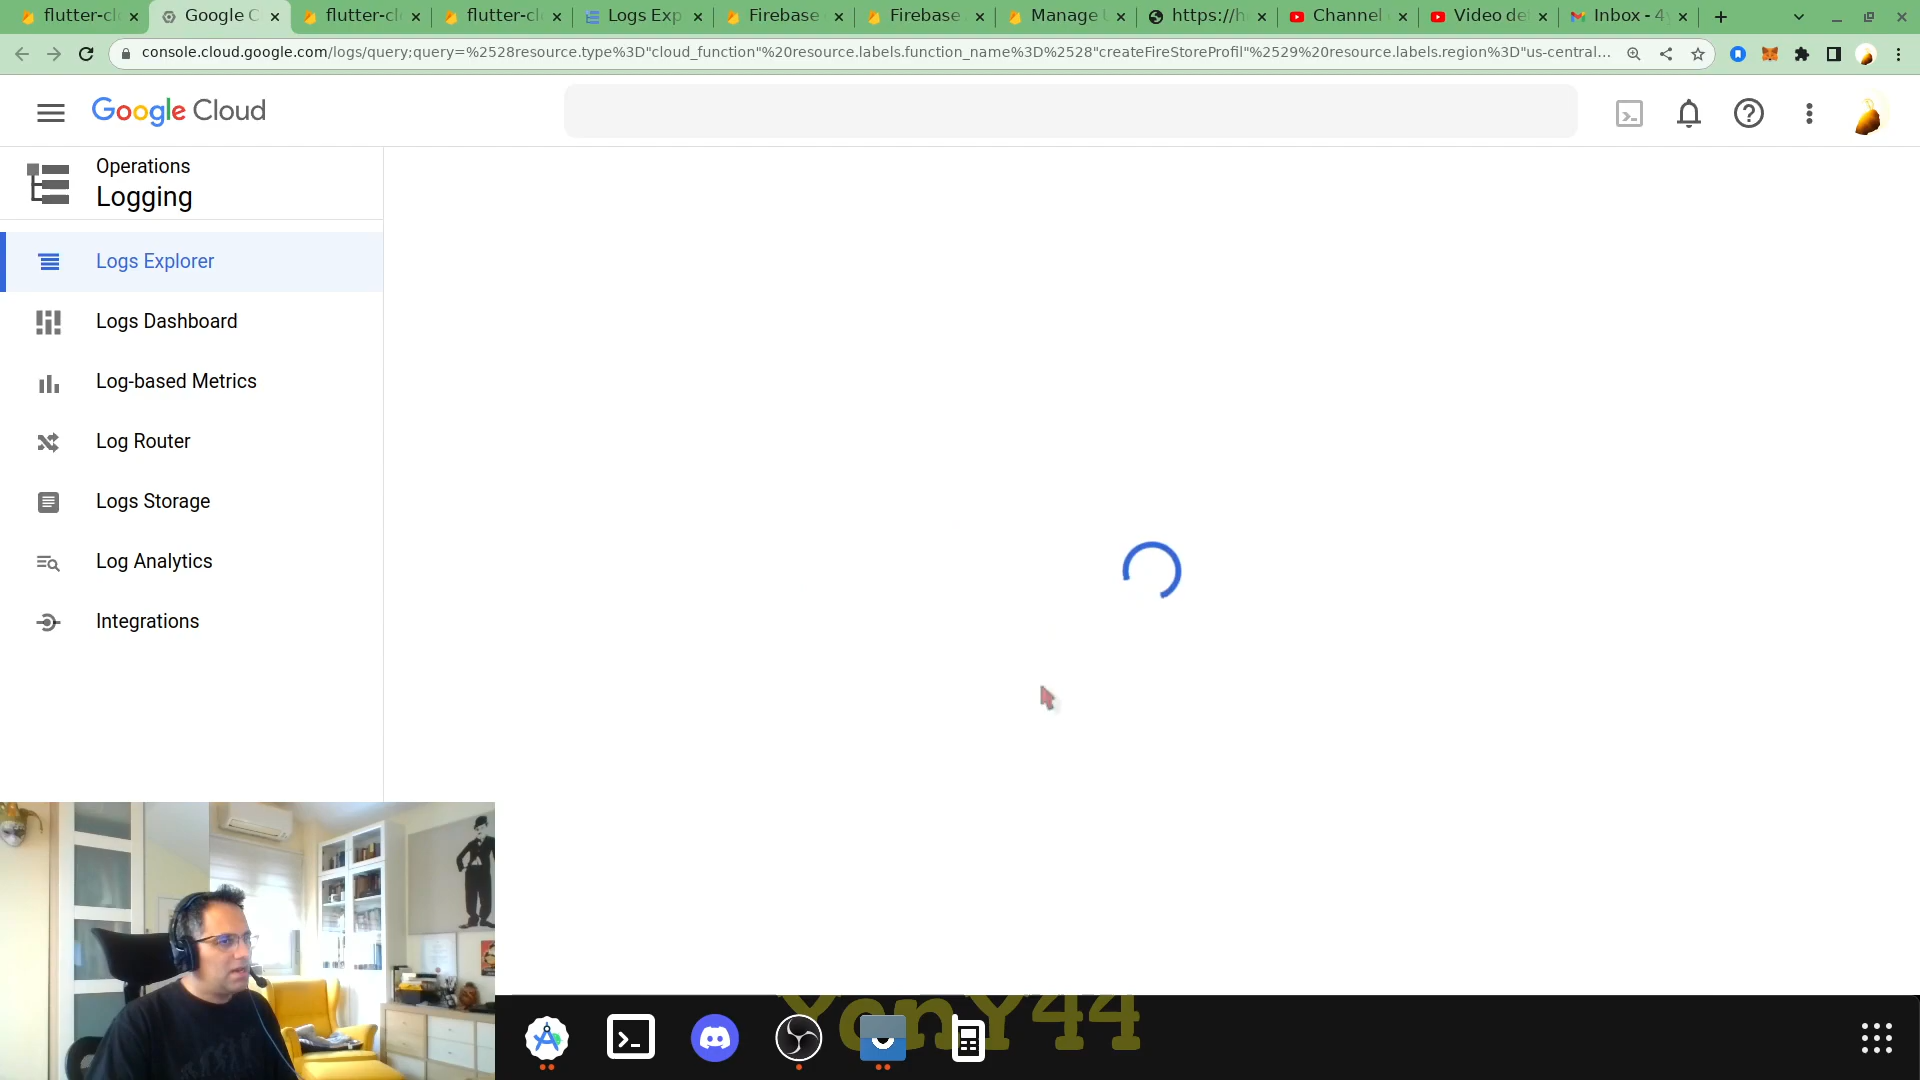 flutter-cl
Google C
flutter-cl
flutter-cl
Logs Exp
Firebase
Firebase
Manage U
https://h
Channel
Video de
Inbox - 4
console.cloud.google.com/logs/query;query=%2528resource.type%3D"cloud_function"%20resource.labels.function_name%3D%2528"createFireStoreProfil"%2529%20resource.labels.region%3D"us-central...
Google Cloud
Operations
Logging
Logs Explorer
Logs Dashboard
Log-based Metrics
Log Router
Logs Storage
Log Analytics
Integrations
YonY44